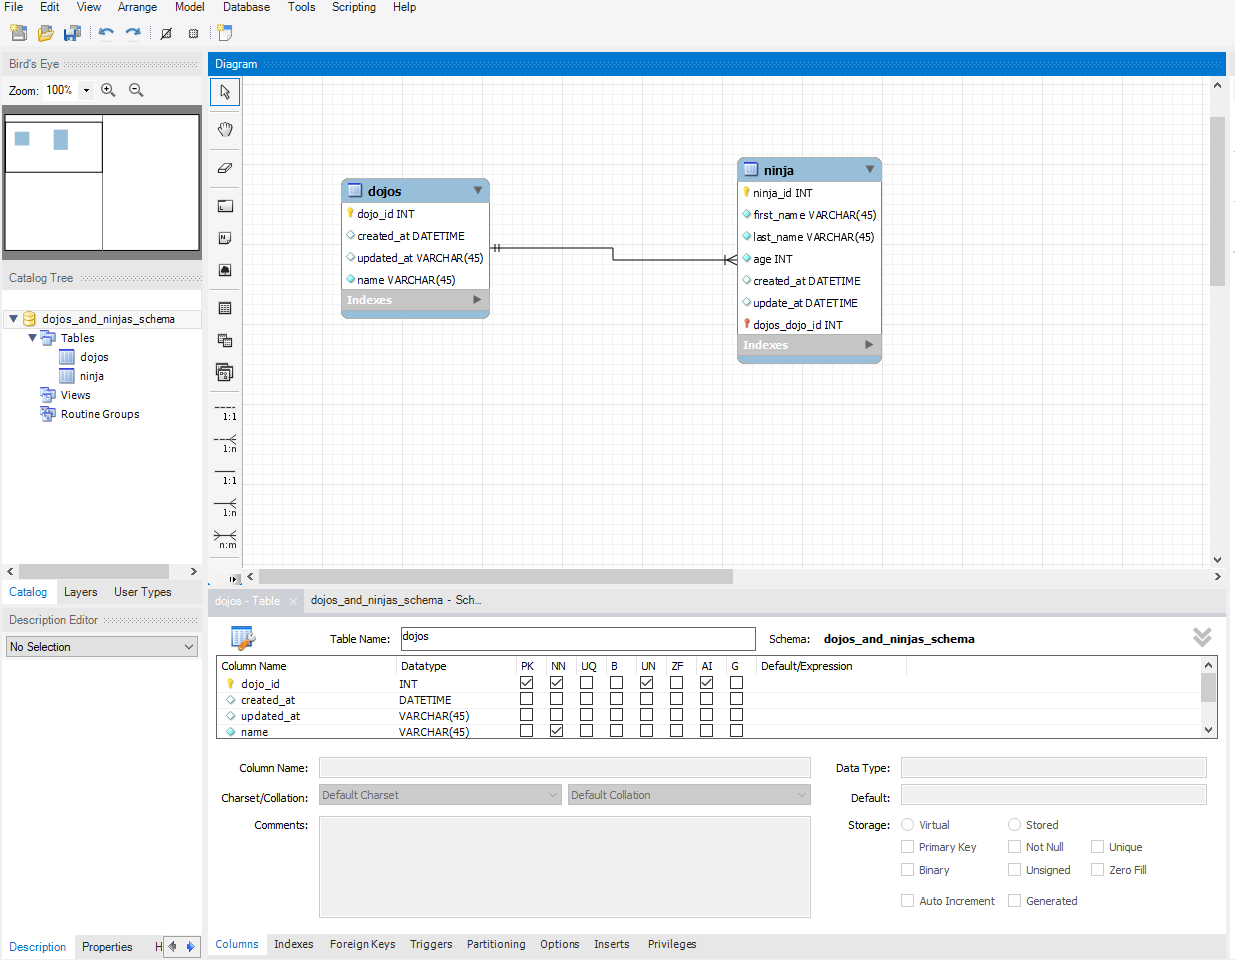 File Edit View Arrange Model Database Tools Scripting Help
Bird's Eye
Zoom: 100%
Catalog Tree
dojos_and_ninjas_schema
Tables
dojos
ninja
Views
Routine Groups
Catalog Layers User Types
Description Editor
No Selection
Description Properties H
Diagram
1:1
1:n
1:1
1:n
n:m
dojos
dojo_id INT
created_at DATETIME
updated_at VARCHAR(45)
name VARCHAR(45)
Indexes
ninja
ninja_id INT
first_name VARCHAR(45)
last_name VARCHAR(45)
age INT
created_at DATETIME
update_at DATETIME
dojos_dojo_id INT
Indexes
dojos - Table dojos_and_ninjas_schema - Sch...
Table Name: dojos Schema: dojos_and_ninjas_schema
Column Name Datatype PK NN UQ B UN ZF AI G Default/Expression
dojo_id INT
created_at DATETIME
updated_at VARCHAR(45)
name VARCHAR(45)
Column Name: Data Type:
Charset/Collation: Default Charset Default Collation Default:
Comments: Storage: Virtual Stored
Primary Key Not Null Unique
Binary Unsigned Zero Fill
Auto Increment Generated
Columns Indexes Foreign Keys Triggers Partitioning Options Inserts Privileges